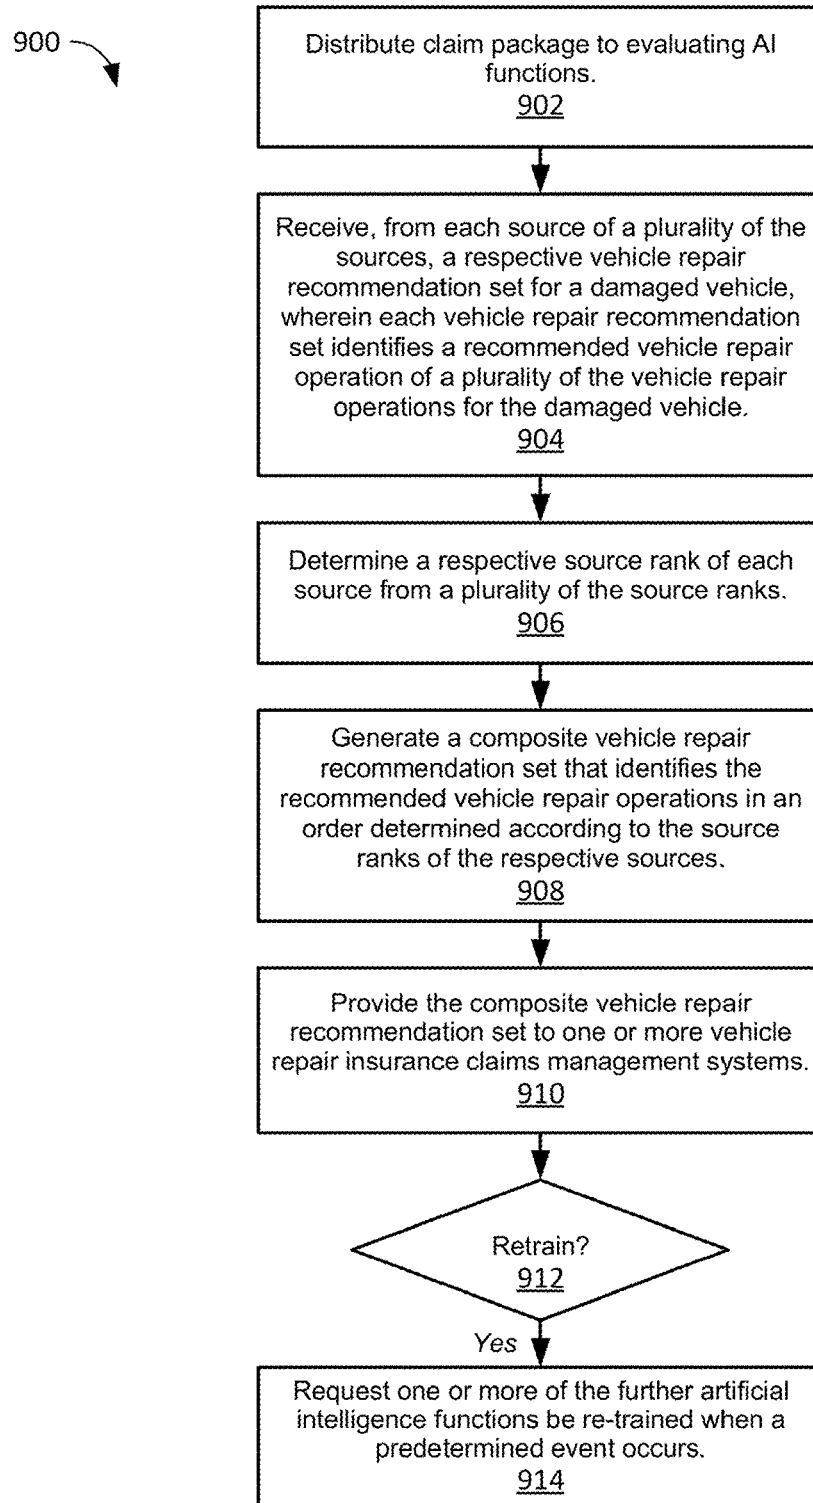 900
Distribute claim package to evaluating AI
functions.
902
Receive, from each source of a plurality of the
sources, a respective vehicle repair
recommendation set for a damaged vehicle,
wherein each vehicle repair recommendation
set identifies a recommended vehicle repair
operation of a plurality of the vehicle repair
operations for the damaged vehicle.
904
Determine a respective source rank of each
source from a plurality of the source ranks.
906
Generate a composite vehicle repair
recommendation set that identifies the
recommended vehicle repair operations in an
order determined according to the source
ranks of the respective sources.
908
Provide the composite vehicle repair
recommendation set to one or more vehicle
repair insurance claims management systems.
910
Retrain?
912
Yes
Request one or more of the further artificial
intelligence functions be re-trained when a
predetermined event occurs.
914